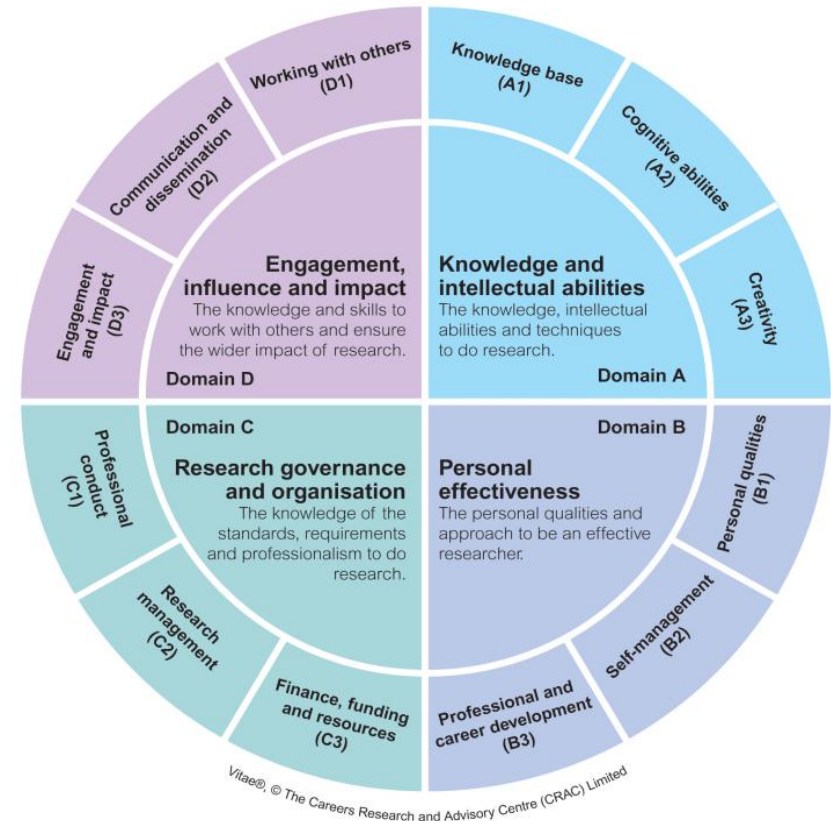 Knowledge base
(A1)
Cognitive abilities
(A2)
Creativity
(A3)
Knowledge and
intellectual abilities
The knowledge, intellectual
abilities and techniques
to do research.
Domain A
Domain B
Personal
effectiveness
The personal qualities and
approach to be an effective
researcher.
Personal qualities
(B1)
Self-management
(B2)
Professional and
career development
(B3)
Domain C
Research governance
and organisation
The knowledge of the
standards, requirements
and professionalism to do
research.
Professional
conduct
(C1)
Research
management
(C2)
Finance, funding
and resources
(C3)
Engagement,
influence and impact
The knowledge and skills to
work with others and ensure
the wider impact of research.
Domain D
Working with others
(D1)
Communication and
dissemination
(D2)
Engagement
and impact
(D3)
Vitae®, © The Careers Research and Advisory Centre (CRAC) Limited